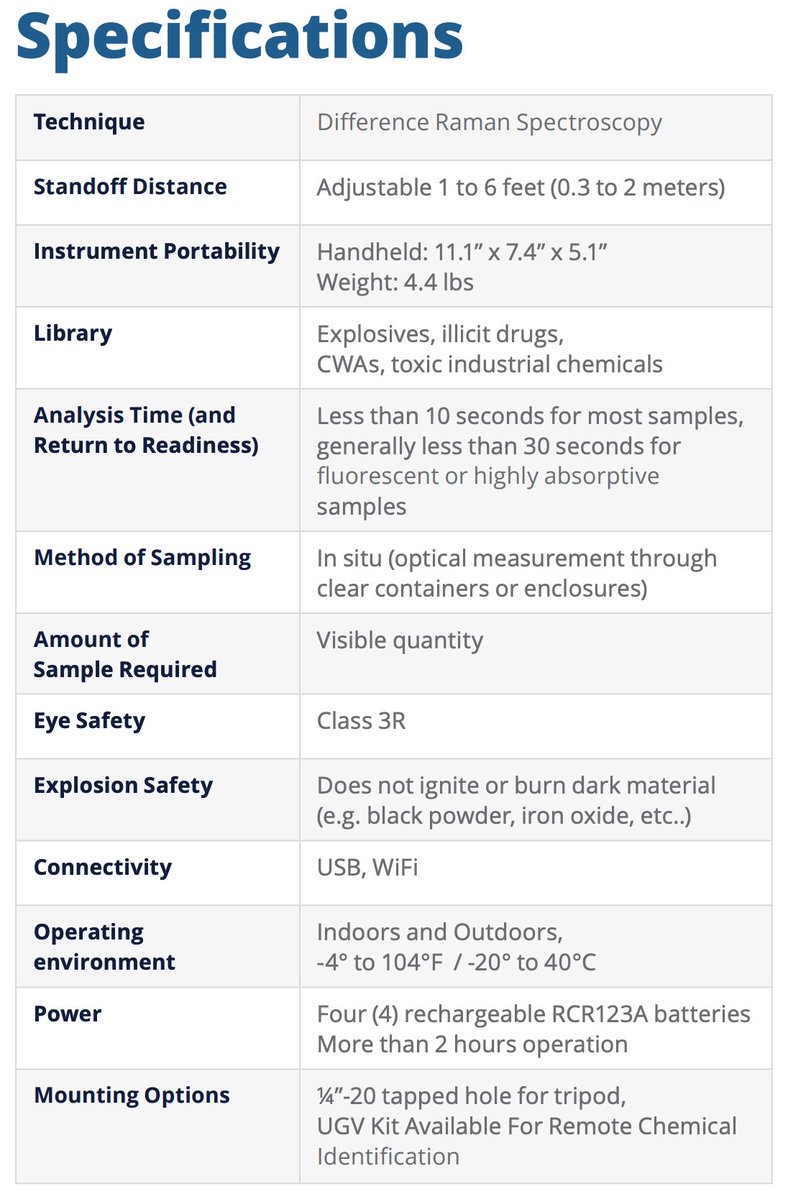 Specifications
Technique
Difference Raman Spectroscopy
Standoff Distance
Adjustable 1 to 6 feet (0.3 to 2 meters)
Instrument Portability
Handheld: 11.1” x 7.4” x 5.1”
Weight: 4.4 lbs
Library
Explosives, illicit drugs,
CWAs, toxic industrial chemicals
Analysis Time (and
Return to Readiness)
Less than 10 seconds for most samples,
generally less than 30 seconds for
fluorescent or highly absorptive
samples
Method of Sampling
In situ (optical measurement through
clear containers or enclosures)
Amount of
Sample Required
Visible quantity
Eye Safety
Class 3R
Explosion Safety
Does not ignite or burn dark material
(e.g. black powder, iron oxide, etc..)
Connectivity
USB, WiFi
Operating
environment
Indoors and Outdoors,
-4° to 104°F / -20° to 40°C
Power
Four (4) rechargeable RCR123A batteries
More than 2 hours operation
Mounting Options
¼”-20 tapped hole for tripod,
UGV Kit Available For Remote Chemical
Identification